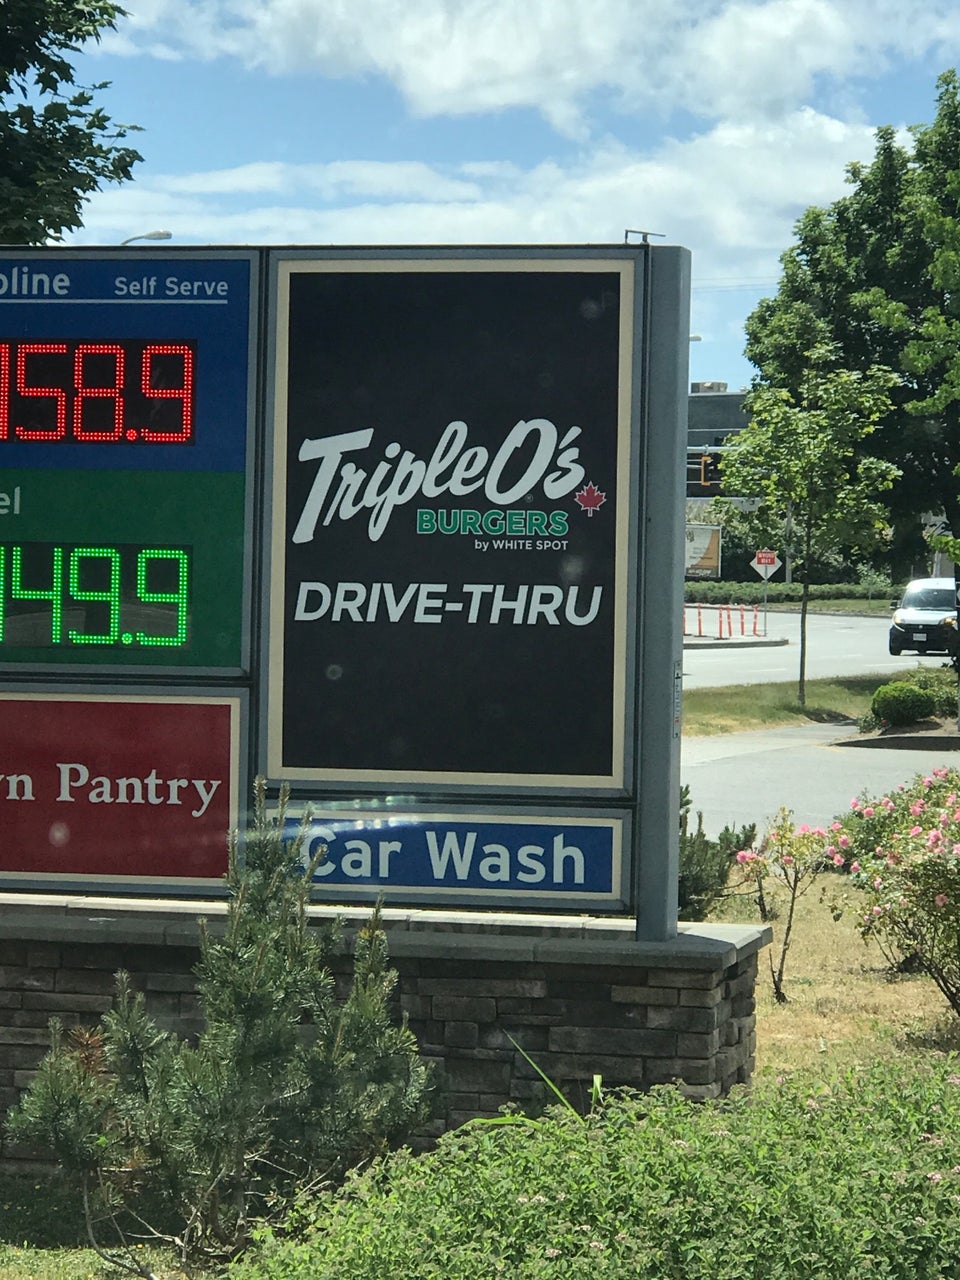 oline Self Serve
158.9
el
149.9
n Pantry
Car Wash
Triple O's
BURGERS
by WHITE SPOT
DRIVE-THRU